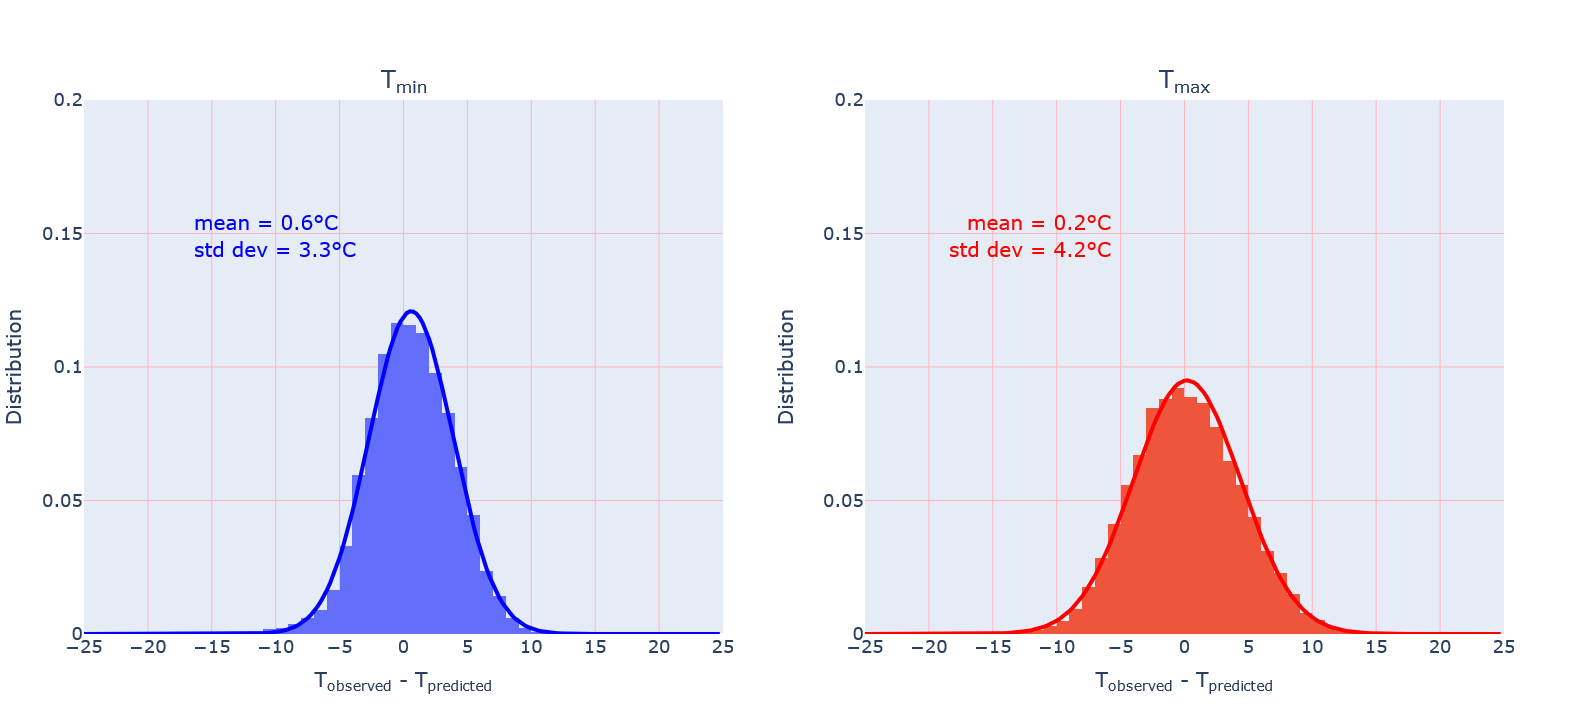 Tmin
0.2
0.15
0.1
0.05
0
mean = 0.6°C
std dev = 3.3°C
−25 −20 −15 −10 −5 0 5 10 15 20 25
Tobserved - Tpredicted
Distribution
Tmax
0.2
0.15
0.1
0.05
0
mean = 0.2°C
std dev = 4.2°C
−25 −20 −15 −10 −5 0 5 10 15 20 25
Tobserved - Tpredicted
Distribution